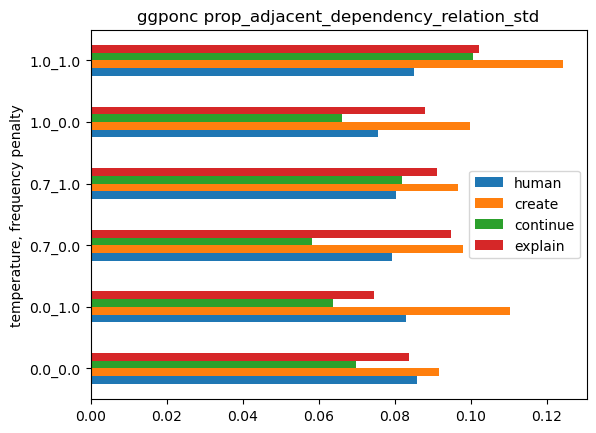 ggponc prop_adjacent_dependency_relation_std
temperature, frequency penalty
1.0_1.0
1.0_0.0
0.7_1.0
0.7_0.0
0.0_1.0
0.0_0.0
human
create
continue
explain
0.00 0.02 0.04 0.06 0.08 0.10 0.12